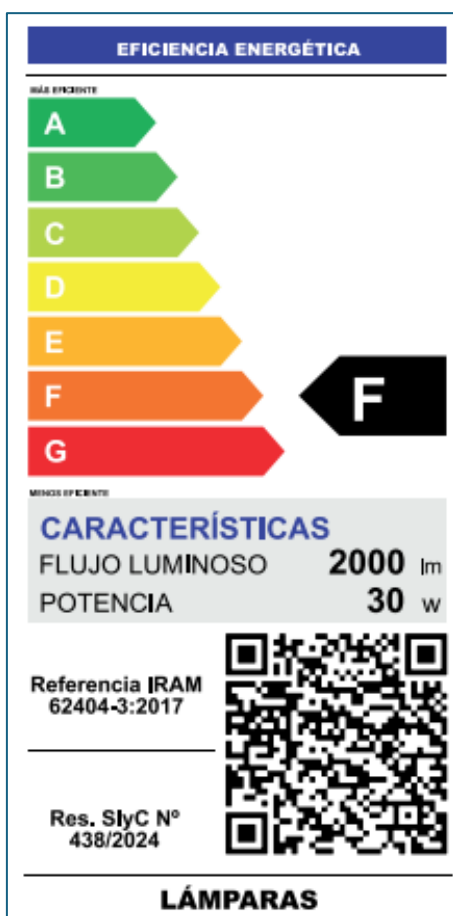 EFICIENCIA ENERGÉTICA
MÁS EFICIENTE
A
B
C
D
E
F
F
G
MENOS EFICIENTE
CARACTERÍSTICAS
FLUJO LUMINOSO 2000 lm
POTENCIA 30 w
Referencia IRAM
62404-3:2017
Res. SIyC Nº
438/2024
LÁMPARAS